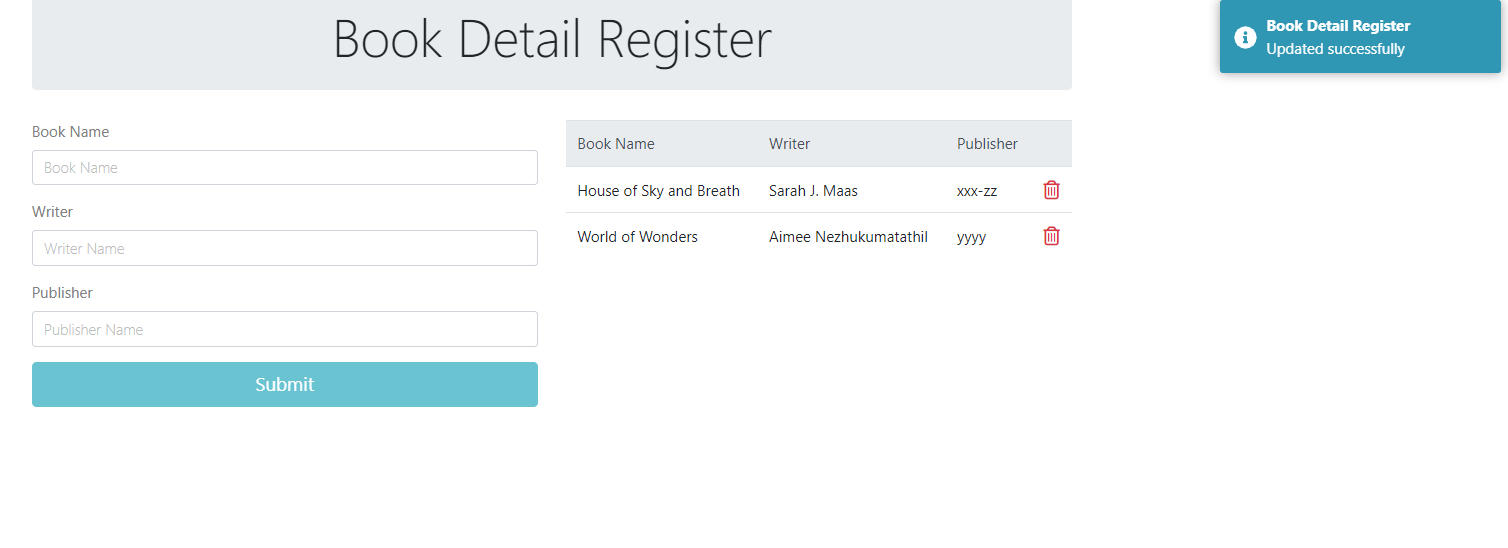 Book Detail Register
Book Detail Register
Updated successfully
Book Name
Book Name
Writer
Writer Name
Publisher
Publisher Name
Submit
Book Name Writer Publisher
House of Sky and Breath Sarah J. Maas xxx-zz
World of Wonders Aimee Nezhukumatathil yyyy